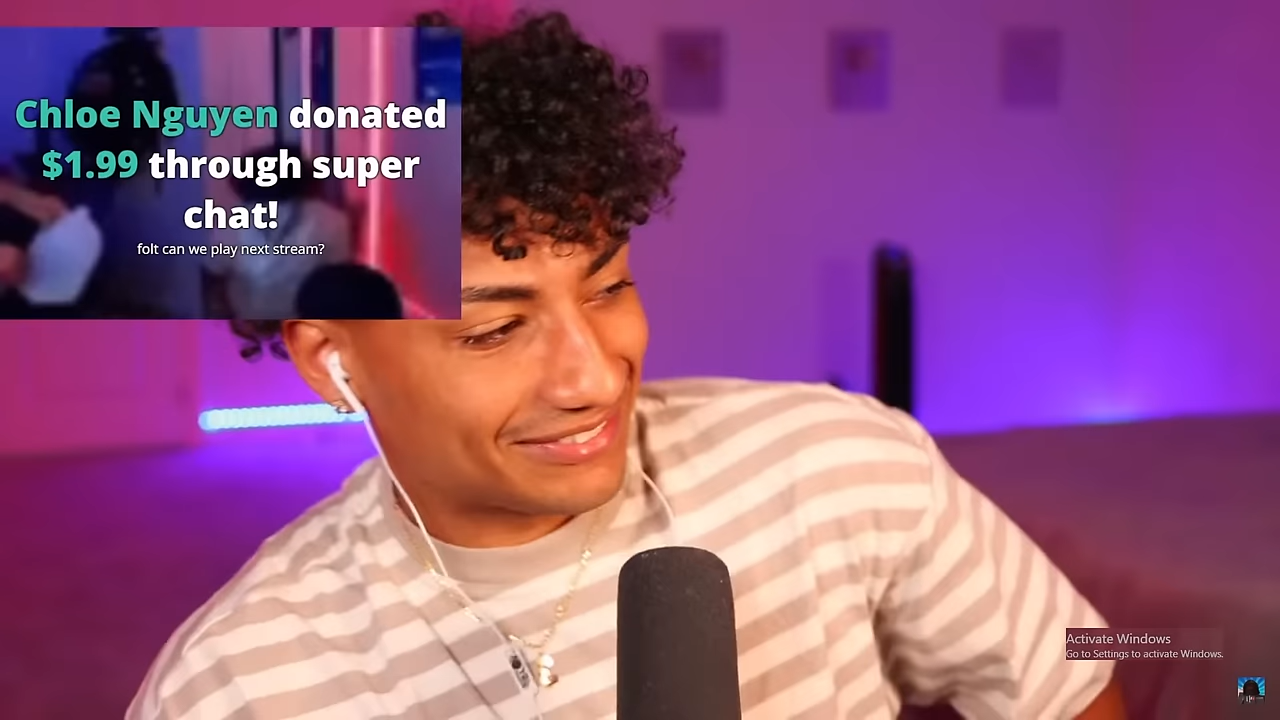 Chloe Nguyen donated
$1.99 through super
chat!
folt can we play next stream?
Activate Windows
Go to Settings to activate Windows.